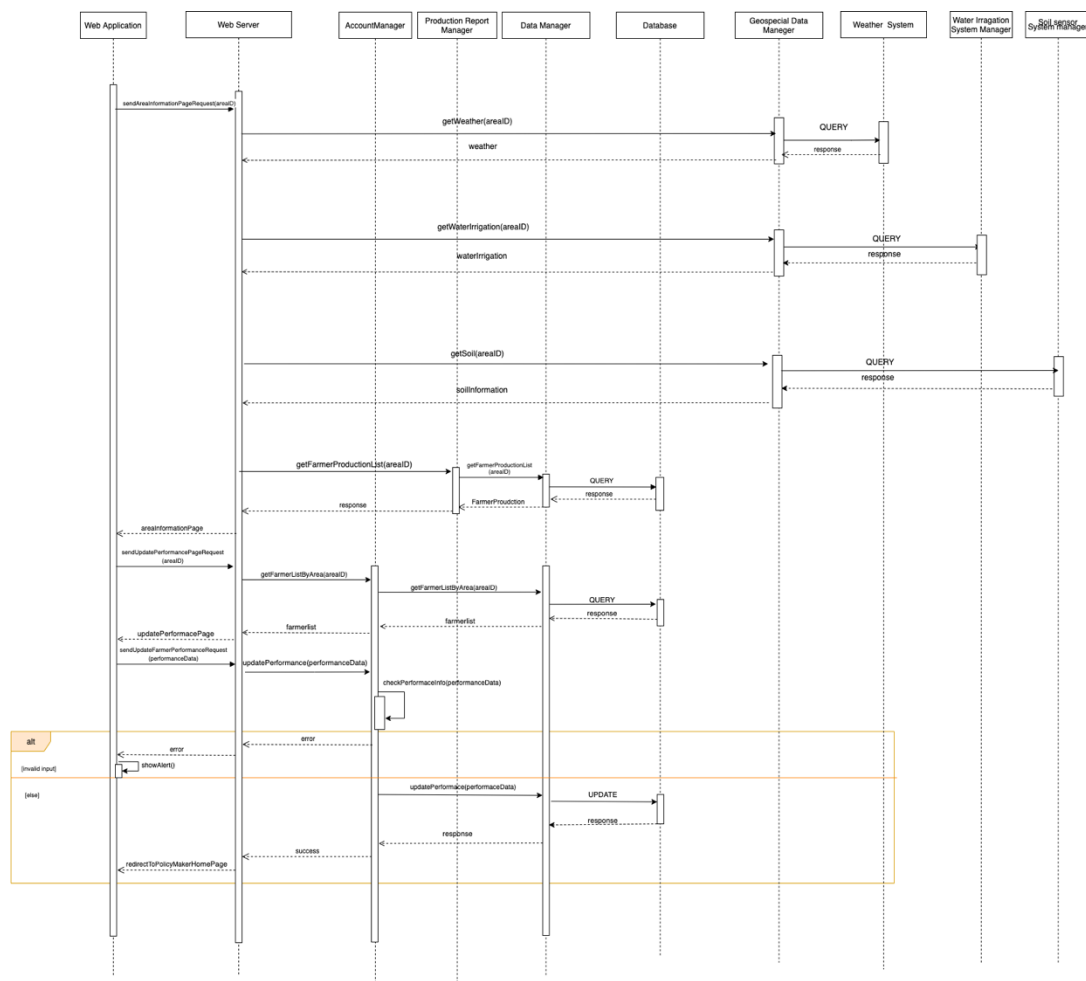 Web Application
Web Server
AccountManager
Production Report
Manager
Data Manager
Database
Geospecial Data
Maneger
Weather System
Water Irragation
System Manager
Soil sensor
System manager
sendAreaInformationPageRequest(areaID)
getWeather(areaID)
QUERY
response
weather
getWaterIrrigation(areaID)
QUERY
response
waterIrrigation
getSoil(areaID)
QUERY
response
soilInformation
getFarmerProductionList(areaID)
getFarmerProductionList
(areaID)
QUERY
response
FarmerProudction
response
areaInformationPage
sendUpdatePerformancePageRequest
(areaID)
getFarmerListByArea(areaID)
getFarmerListByArea(areaID)
QUERY
response
farmerlist
farmerlist
updatePerformacePage
sendUpdateFarmerPerformanceRequest
(performanceData)
updatePerformance(performanceData)
checkPerformaceInfo(performanceData)
alt
error
error
[invalid input]
showAlert()
[else]
updatePerformace(performaceData)
UPDATE
response
response
success
redirectToPolicyMakerHomePage